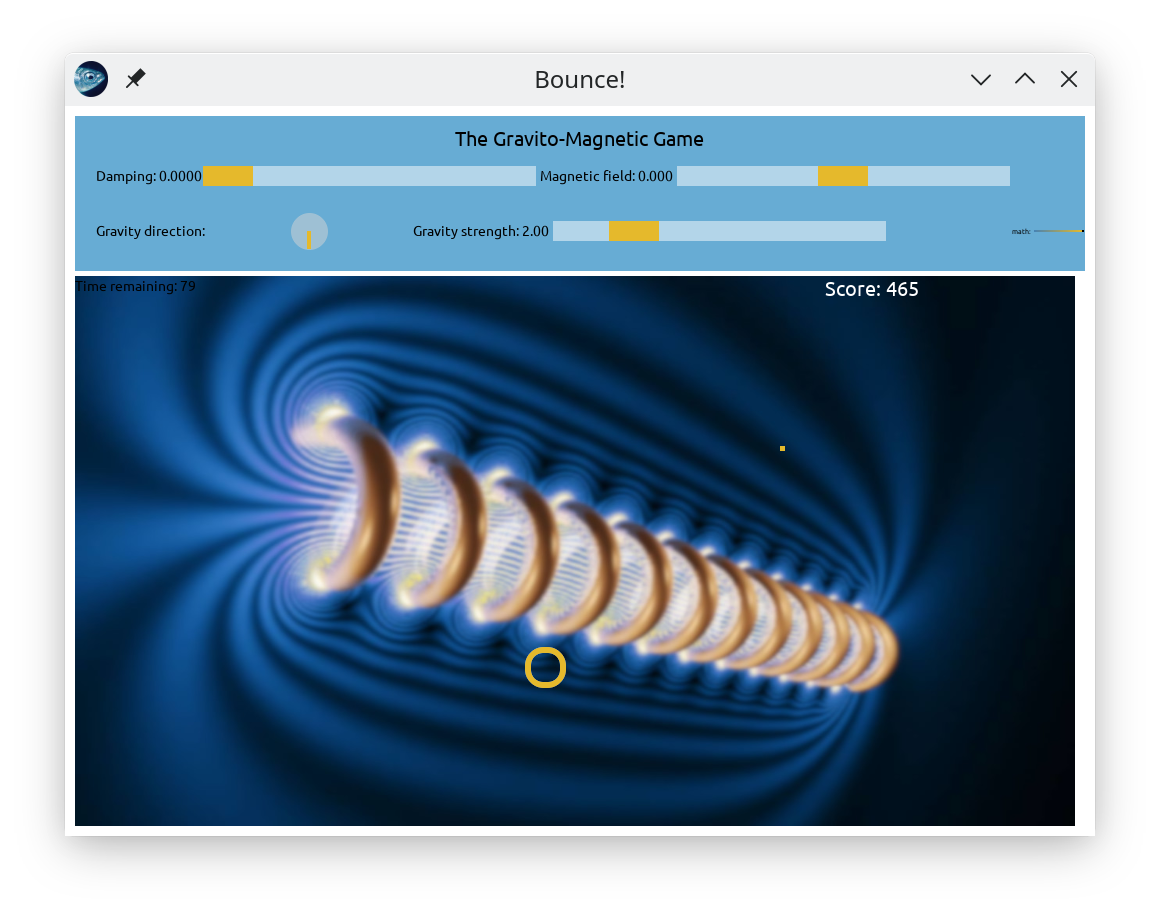 Bounce!
The Gravito-Magnetic Game
Damping: 0.0000 Magnetic field: 0.000
Gravity direction: Gravity strength: 2.00 math:
Time remaining: 79 Score: 465